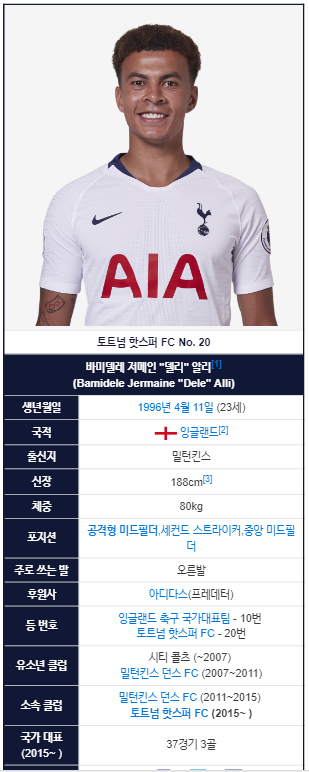 AIA
토트넘 핫스퍼 FC No. 20
바미델레 저메인 "델리" 알리[1]
(Bamidele Jermaine "Dele" Alli)
생년월일 1996년 4월 11일 (23세)
국적 잉글랜드[2]
출신지 밀턴킨스
신장 188cm[3]
체중 80kg
포지션 공격형 미드필더,세컨드 스트라이커,중앙 미드필
더
주로 쓰는 발 오른발
후원사 아디다스(프레데터)
등 번호 잉글랜드 축구 국가대표팀 - 10번
토트넘 핫스퍼 FC - 20번
유소년 클럽 시티 콜츠 (~2007)
밀턴킨스 던스 FC (2007~2011)
소속 클럽 밀턴킨스 던스 FC (2011~2015)
토트넘 핫스퍼 FC (2015~ )
국가 대표
(2015~ ) 37경기 3골